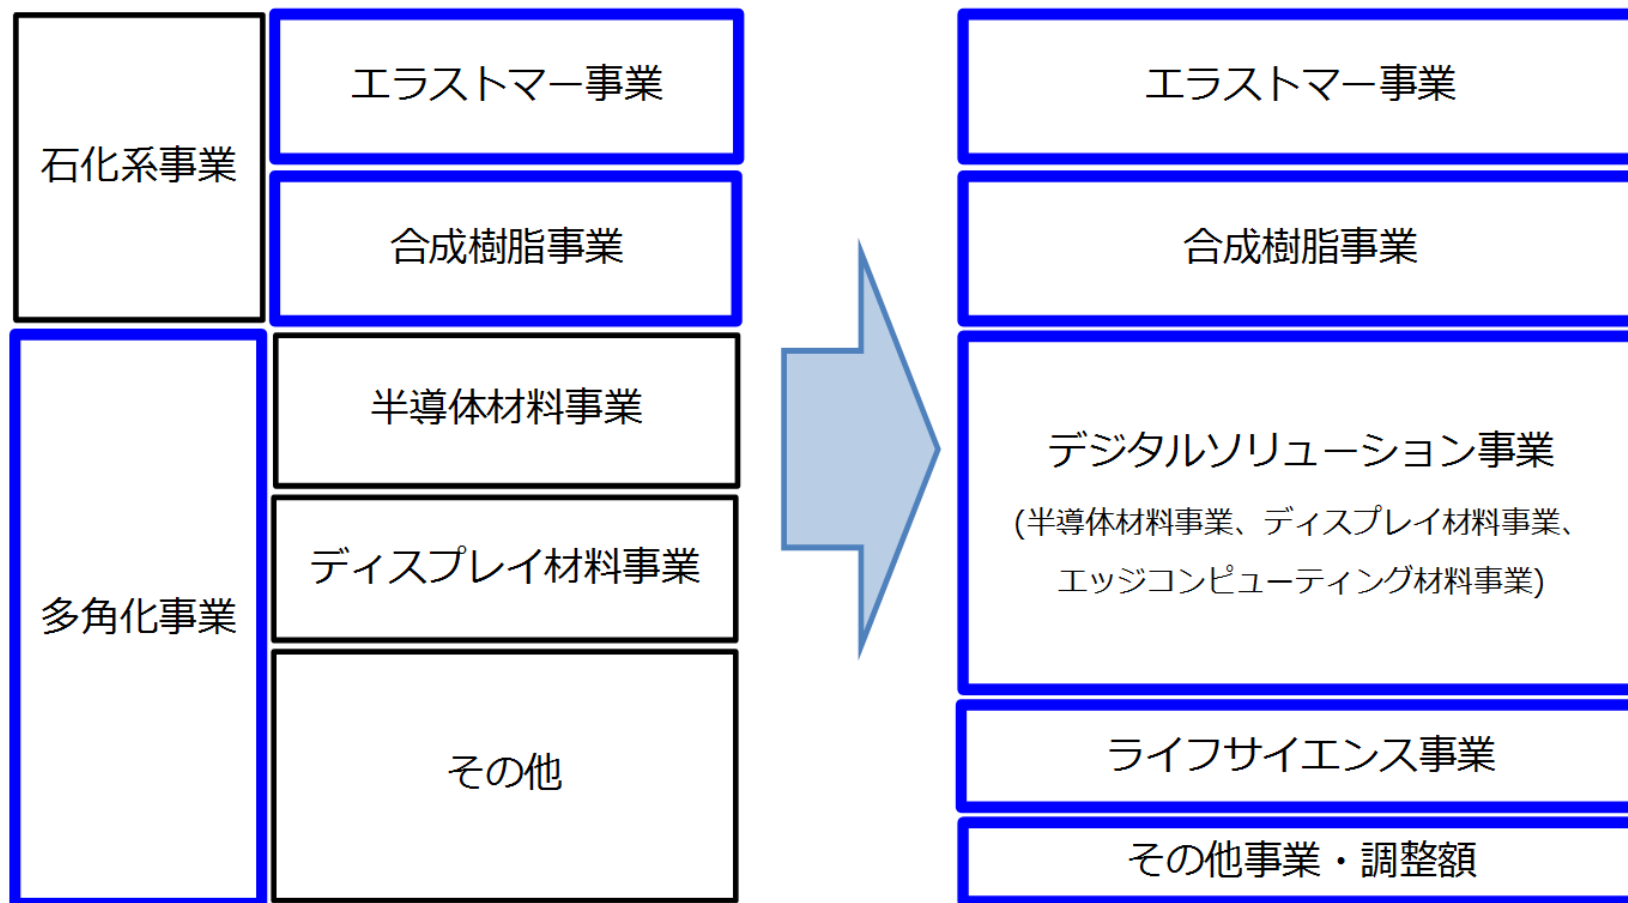 石化系事業
エラストマー事業
合成樹脂事業
多角化事業
半導体材料事業
ディスプレイ材料事業
その他
エラストマー事業
合成樹脂事業
デジタルソリューション事業
(半導体材料事業、ディスプレイ材料事業、
エッジコンピューティング材料事業)
ライフサイエンス事業
その他事業・調整額